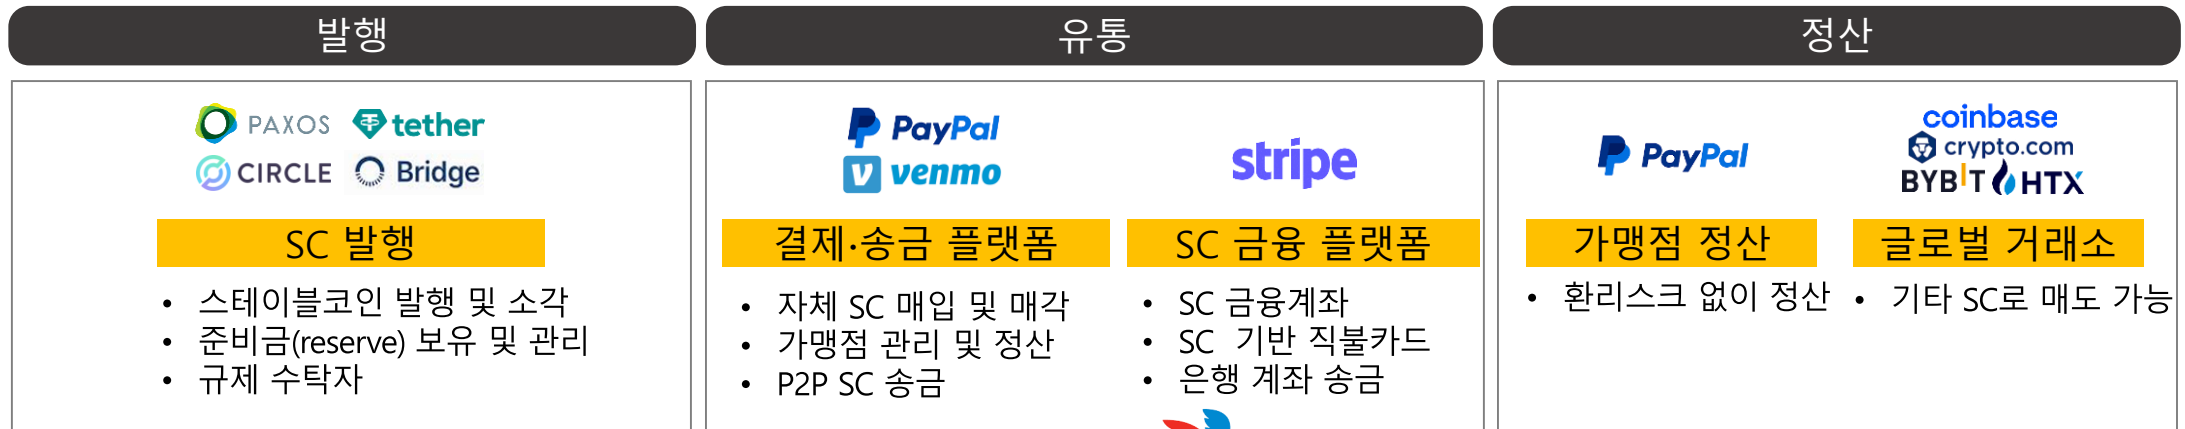 발행
유통
정산
PAXOS tether
CIRCLE Bridge
SC 발행
• 스테이블코인 발행 및 소각
• 준비금(reserve) 보유 및 관리
• 규제 수탁자
PayPal
venmo
결제·송금 플랫폼
• 자체 SC 매입 및 매각
• 가맹점 관리 및 정산
• P2P SC 송금
stripe
SC 금융 플랫폼
• SC 금융계좌
• SC 기반 직불카드
• 은행 계좌 송금
PayPal
가맹점 정산
• 환리스크 없이 정산
coinbase
crypto.com
BYBIT HTX
글로벌 거래소
• 기타 SC로 매도 가능